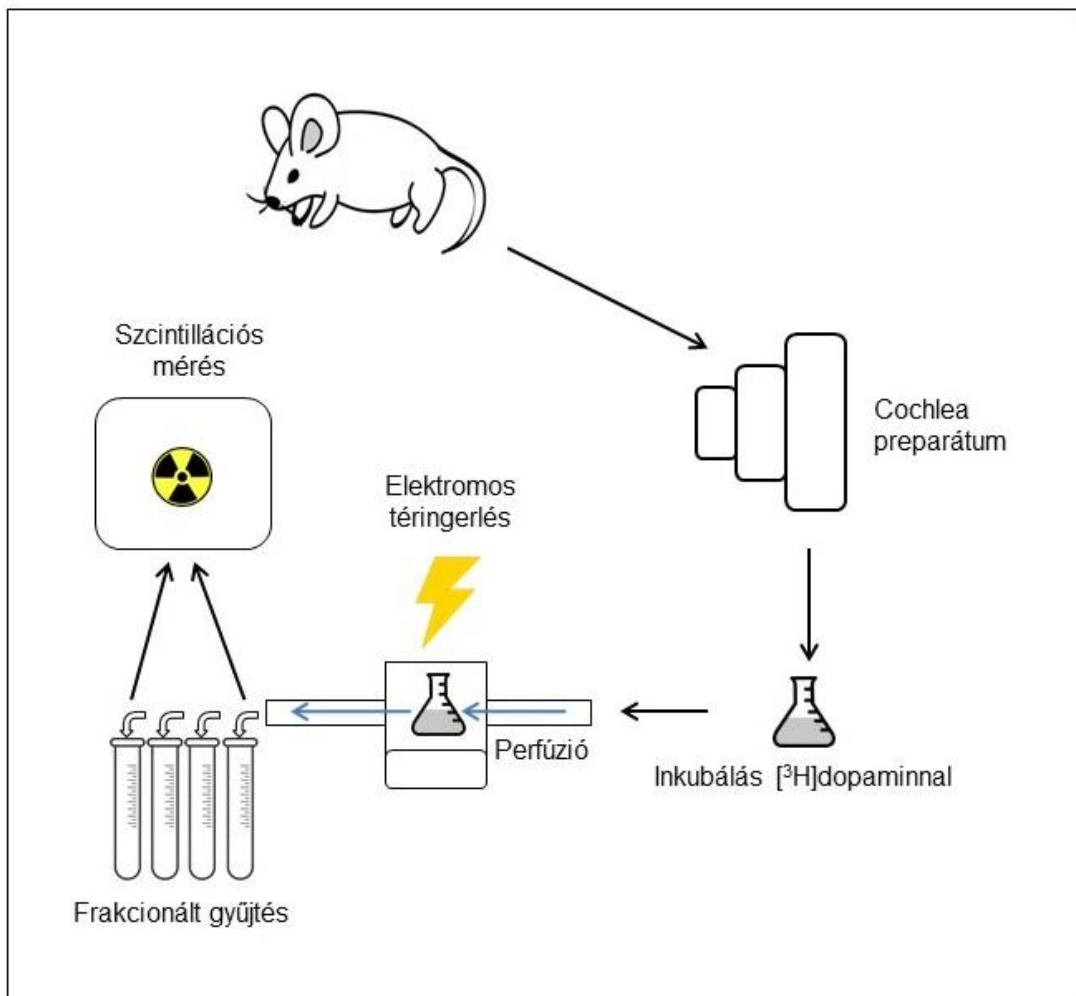 Szcintillációs
mérés
Cochlea
preparátum
Elektromos
téringerlés
Perfúzió
Inkubálás [³H]dopaminnal
Frakcionált gyűjtés